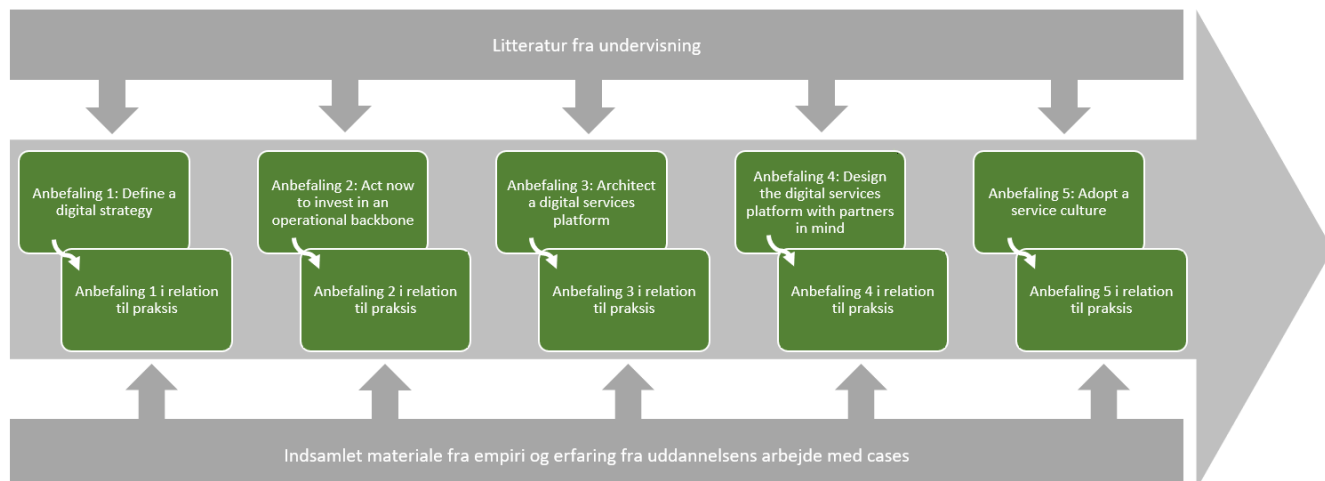 Litteratur fra undervisning
Anbefaling 1: Define a
digital strategy
Anbefaling 1 i relation
til praksis
Anbefaling 2: Act now
to invest in an
operational backbone
Anbefaling 2 i relation
til praksis
Anbefaling 3: Architect
a digital services
platform
Anbefaling 3 i relation
til praksis
Anbefaling 4: Design
the digital services
platform with partners
in mind
Anbefaling 4 i relation
til praksis
Anbefaling 5: Adopt a
service culture
Anbefaling 5 i relation
til praksis
Indsamlet materiale fra empiri og erfaring fra uddannelsens arbejde med cases